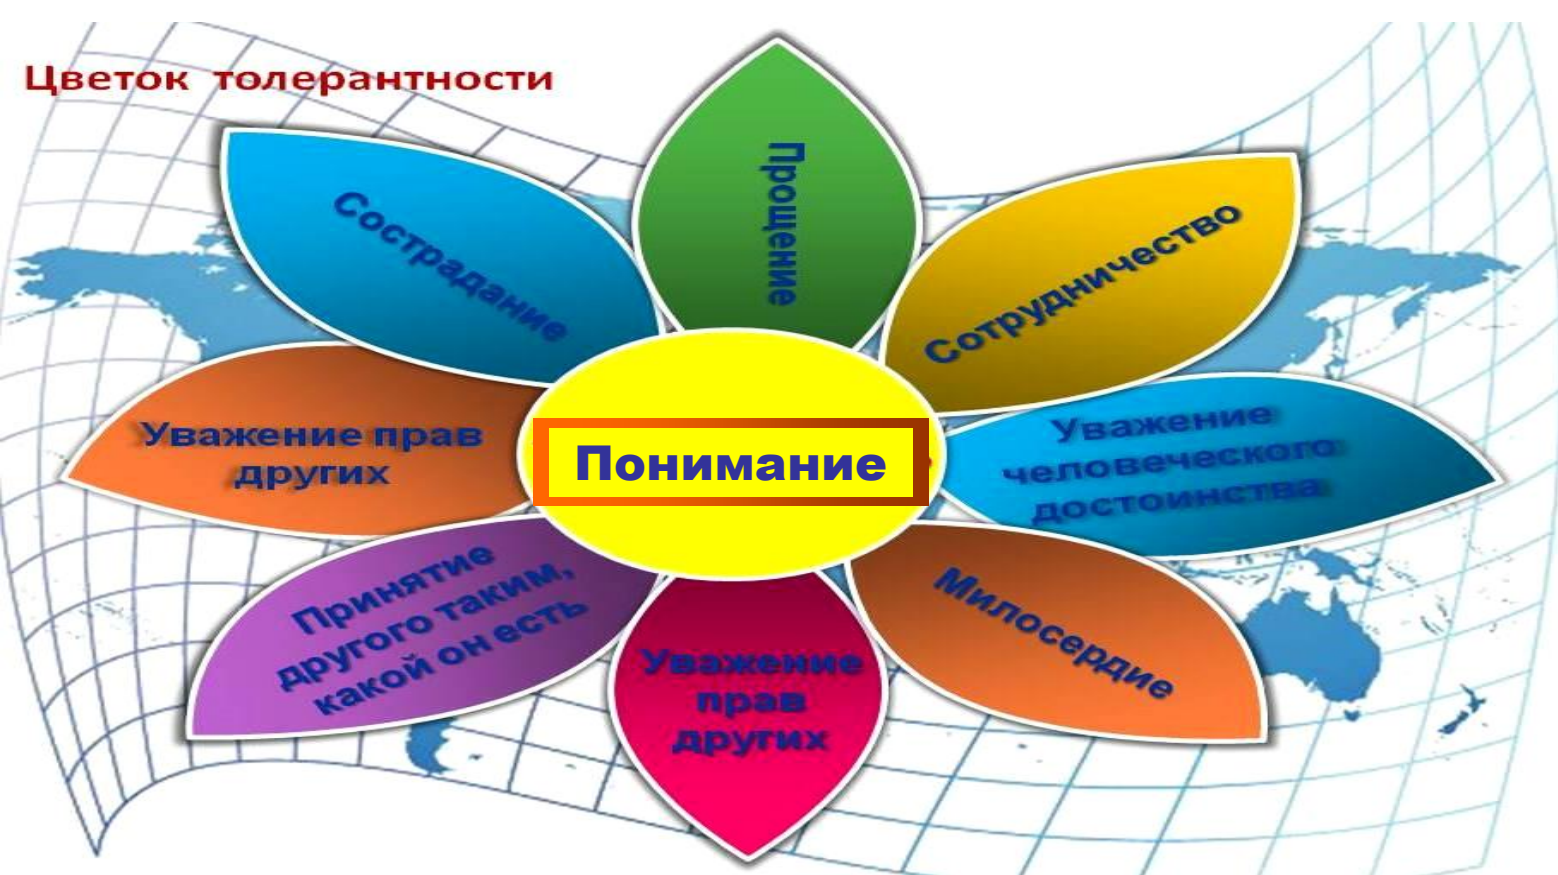 Цветок толерантности
Прощение
Сострадание
Сотрудничество
Уважение прав
других
Понимание
Уважение
человеческого
достоинства
Принятие
другого таким,
какой он есть
Милосердие
Уважение
прав
других